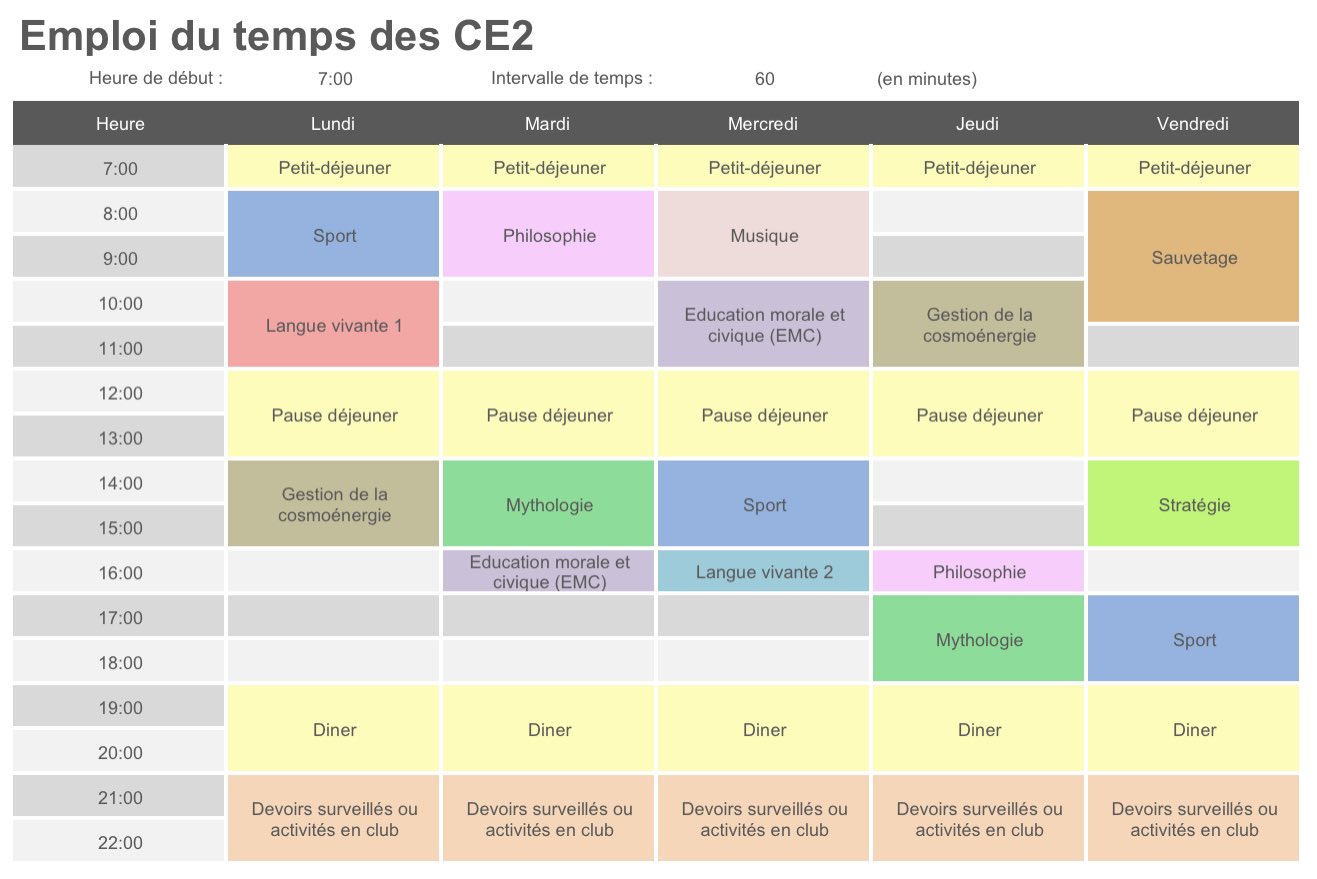 Emploi du temps des CE2
Heure de début : 7:00 Intervalle de temps : 60 (en minutes)
Heure Lundi Mardi Mercredi Jeudi Vendredi
7:00 Petit-déjeuner Petit-déjeuner Petit-déjeuner Petit-déjeuner Petit-déjeuner
8:00
Sport Philosophie Musique
9:00 Sauvetage
10:00
Langue vivante 1
Education morale et Gestion de la
civique (EMC) cosmoénergie
11:00
12:00
Pause déjeuner Pause déjeuner Pause déjeuner Pause déjeuner Pause déjeuner
13:00
14:00
Gestion de la
cosmoénergie
Mythologie Sport Stratégie
15:00
Education morale et
16:00 Langue vivante 2 Philosophie
civique (EMC)
17:00
Mythologie Sport
18:00
19:00
Diner Diner Diner Diner Diner
20:00
21:00
Devoirs surveillés ou Devoirs surveillés ou Devoirs surveillés ou Devoirs surveillés ou Devoirs surveillés ou
activités en club activités en club activités en club activités en club activités en club
22:00